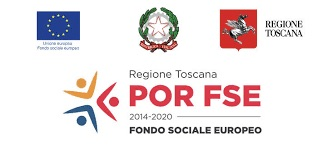 Unione europea
Fondo sociale europeo
REGIONE
TOSCANA
Regione Toscana
POR FSE
2014-2020
FONDO SOCIALE EUROPEO